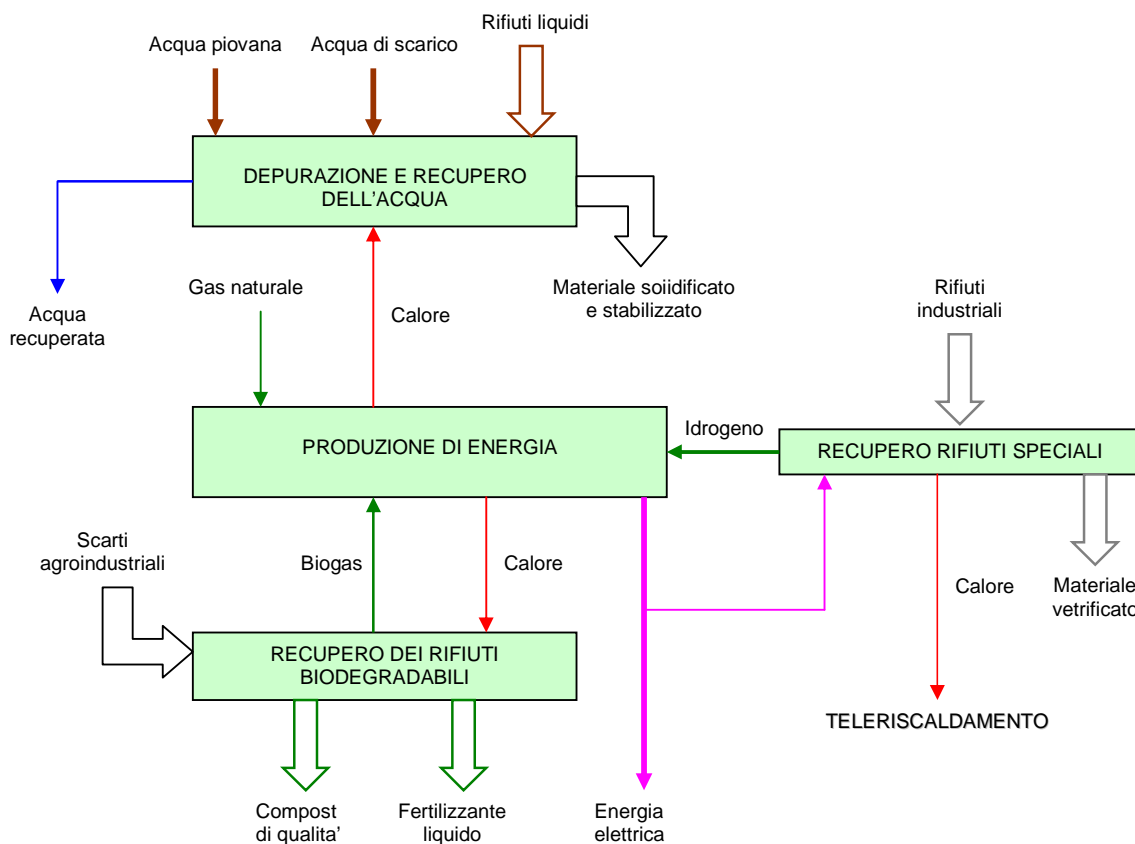 Acqua piovana
Acqua di scarico
Rifiuti liquidi
DEPURAZIONE E RECUPERO
DELL’ACQUA
Gas naturale
Calore
Materiale soiidificato
e stabilizzato
Rifiuti
industriali
Acqua
recuperata
PRODUZIONE DI ENERGIA
Idrogeno
RECUPERO RIFIUTI SPECIALI
Scarti
agroindustriali
Biogas
Calore
Calore
Materiale
vetrificato
RECUPERO DEI RIFIUTI
BIODEGRADABILI
TELERISCALDAMENTO
Compost
di qualita’
Fertilizzante
liquido
Energia
elettrica